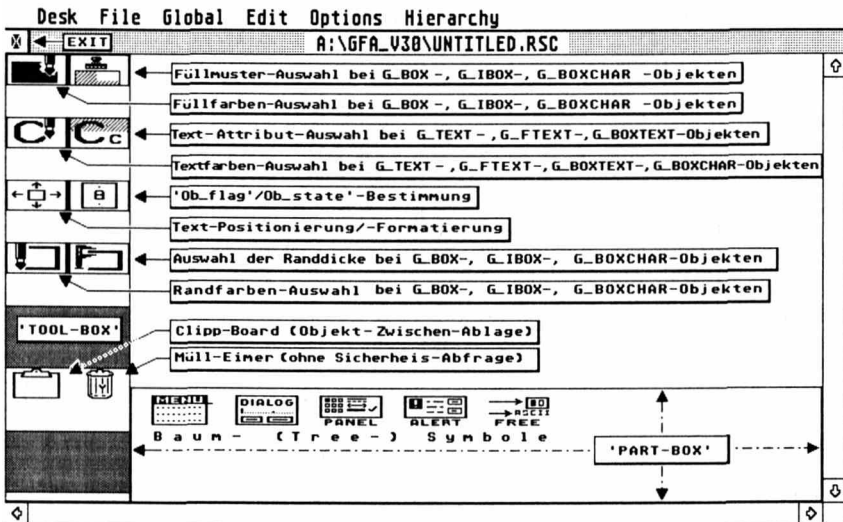 Desk File Global Edit Options Hierarchy
EXIT
A:\GFA_V30\UNTITLED.RSC
Füllmuster-Auswahl bei G_BOX -, G_IBOX-, G_BOXCHAR -Objekten
Füllfarben-Auswahl bei G_BOX -, G_IBOX-, G_BOXCHAR -Objekten
C C c
Text-Attribut-Auswahl bei G_TEXT - ,G_FTEXT-,G_BOXTEXT-Objekten
Textfarben-Auswahl bei G_TEXT - ,G_FTEXT-,G_BOXTEXT-,G_BOXCHAR-Objekten
'Ob_flag'/Ob_state'-Bestimmung
Text-Positionierung/-Formatierung
Auswahl der Randdicke bei G_BOX-, G_IBOX-, G_BOXCHAR-Objekten
Randfarben-Auswahl bei G_BOX-, G_IBOX-, G_BOXCHAR-Objekten
'TOOL-BOX'
Clipp-Board (Objekt-Zwischen-Ablage)
Müll-Eimer (ohne Sicherheis-Abfrage)
MENU
DIALOG
PANEL
ALERT
ASCII
FREE
Baum- (Tree-) Symbole
'PART-BOX'